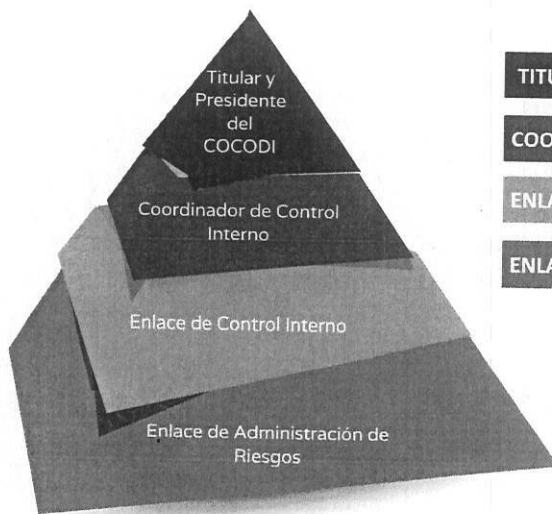 Titular y
Presidente
del
COCODI
Coordinador de Control
Interno
Enlace de Control Interno
Enlace de Administración de
Riesgos